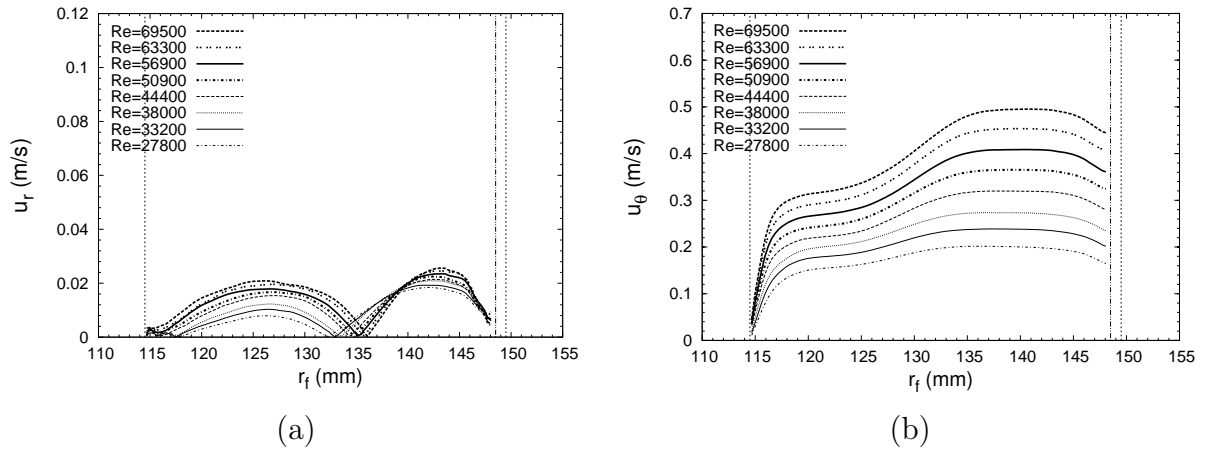 0.12
0.1
0.08
0.06
0.04
0.02
0
u_r (m/s)
Re=69500
Re=63300
Re=56900
Re=50900
Re=44400
Re=38000
Re=33200
Re=27800
110 115 120 125 130 135 140 145 150 155
r_f (mm)
(a)
0.7
0.6
0.5
0.4
0.3
0.2
0.1
0
u_θ (m/s)
Re=69500
Re=63300
Re=56900
Re=50900
Re=44400
Re=38000
Re=33200
Re=27800
110 115 120 125 130 135 140 145 150 155
r_f (mm)
(b)